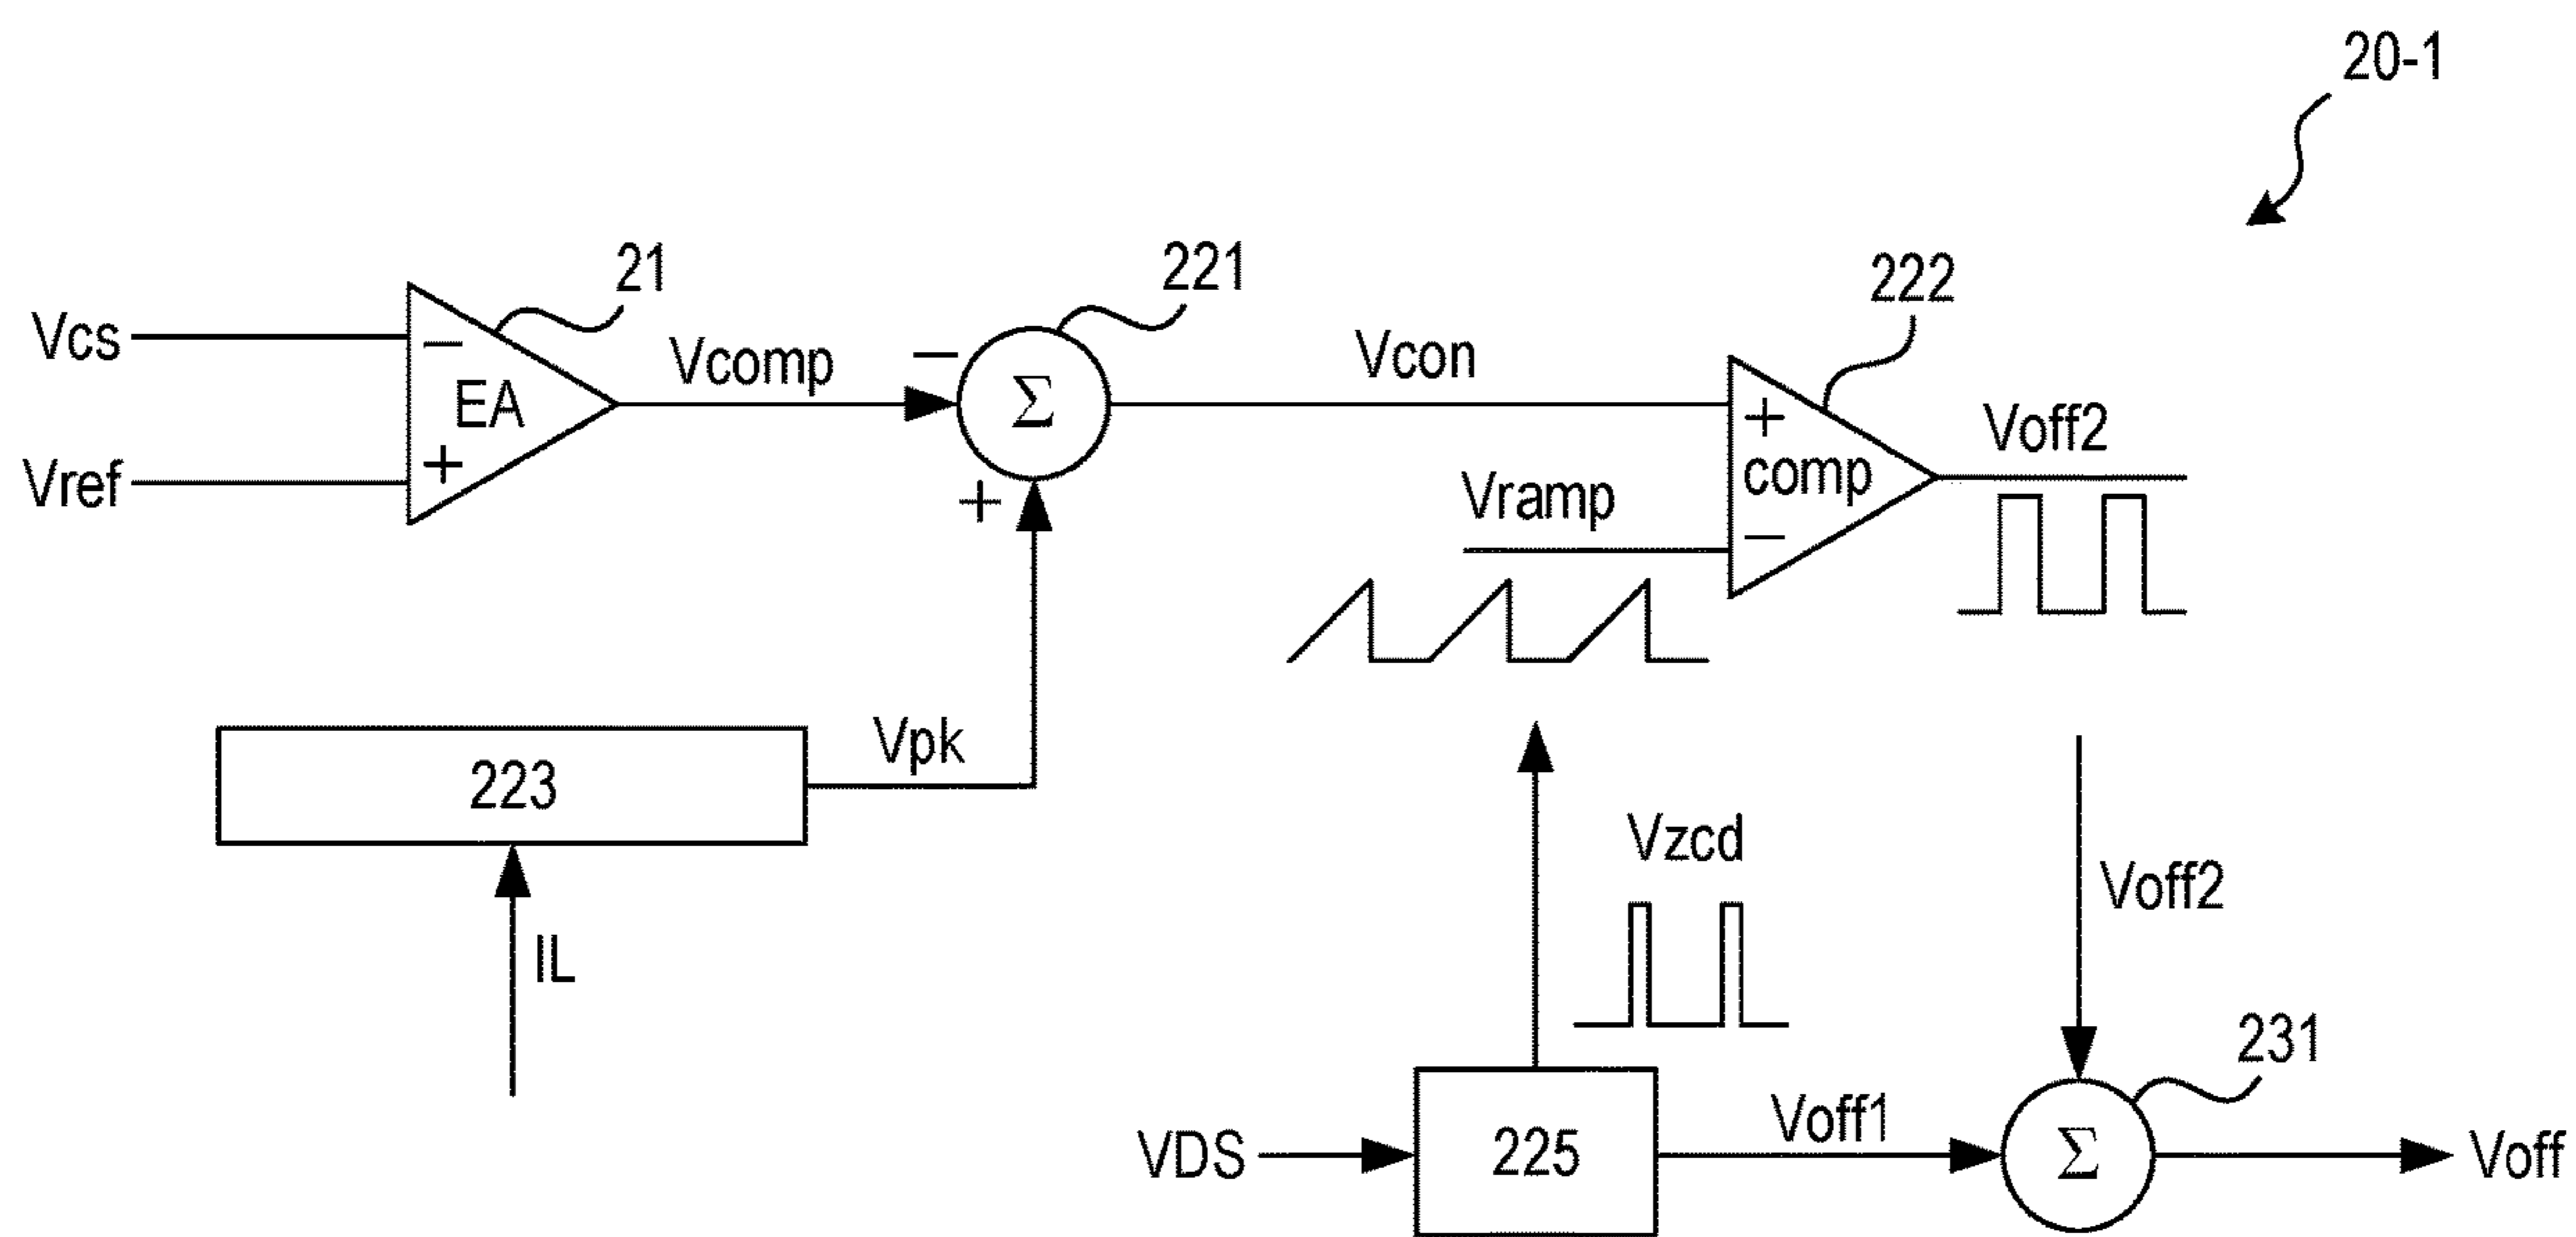 20-1
21
221
222
Vcs
−
EA
+
Vref
Vcomp
−
Σ
+
Vcon
+
comp
−
Vramp
Voff2
223
Vpk
IL
Vzcd
Voff2
231
VDS
225
Voff1
Σ
Voff